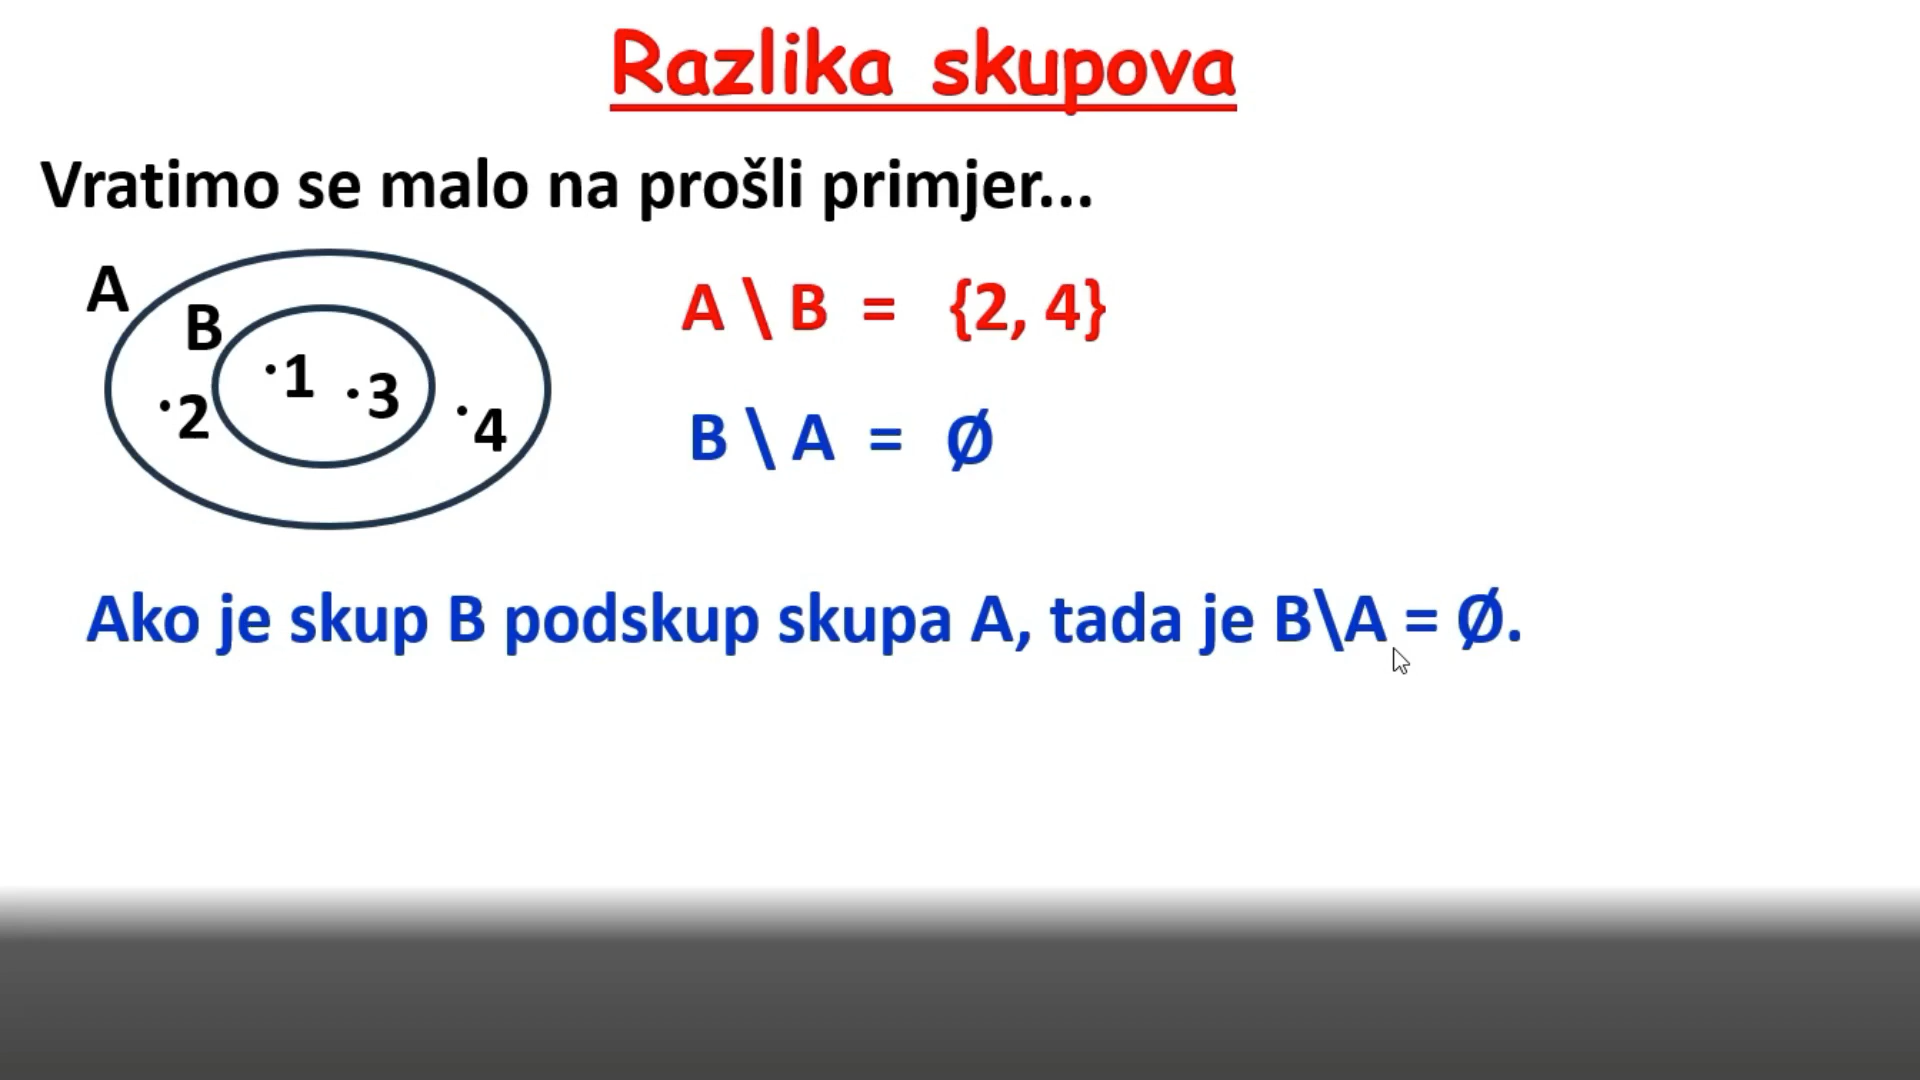 Razlika skupova
Vratimo se malo na prošli primjer...
A
B
·1 ·3
·2
·4
A \ B = {2, 4}
B \ A = Ø
Ako je skup B podskup skupa A, tada je B\A = Ø.